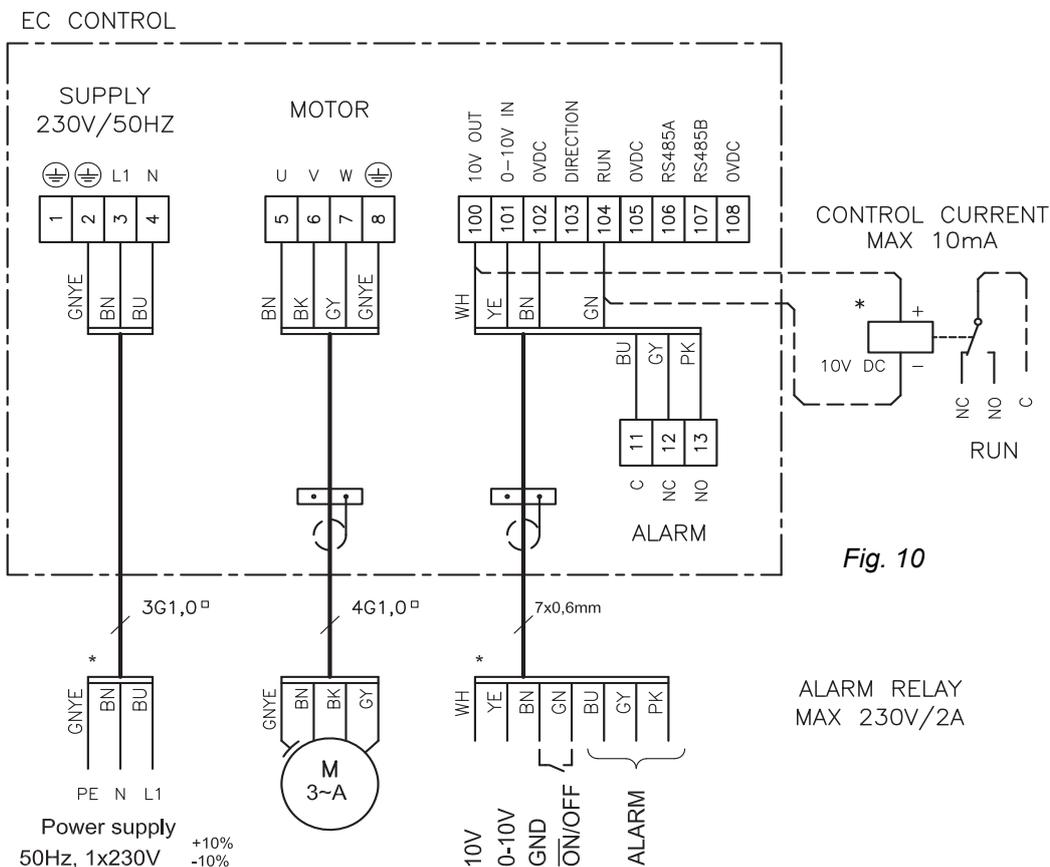 EC CONTROL
SUPPLY
230V/50HZ
MOTOR
10V OUT
0-10V IN
0VDC
DIRECTION
RUN
0VDC
RS485A
RS485B
0VDC
L1 N
U V W
1 2 3 4
5 6 7 8
100 101 102 103 104 105 106 107 108
CONTROL CURRENT
MAX 10mA
GNYE BN BU
BN BK GY GNYE
WH YE BN GN
* +
10V DC -
NC NO C
RUN
BU GY PK
11 12 13
C NC NO
ALARM
Fig. 10
3G1,0
4G1,0
7x0,6mm
* *
GNYE BN BU
GNYE BN BK GY
WH YE BN GN BU GY PK
ALARM RELAY
MAX 230V/2A
M
3~A
PE N L1
Power supply
50Hz, 1x230V +10%
-10%
10V
0-10V
GND
ON/OFF
ALARM